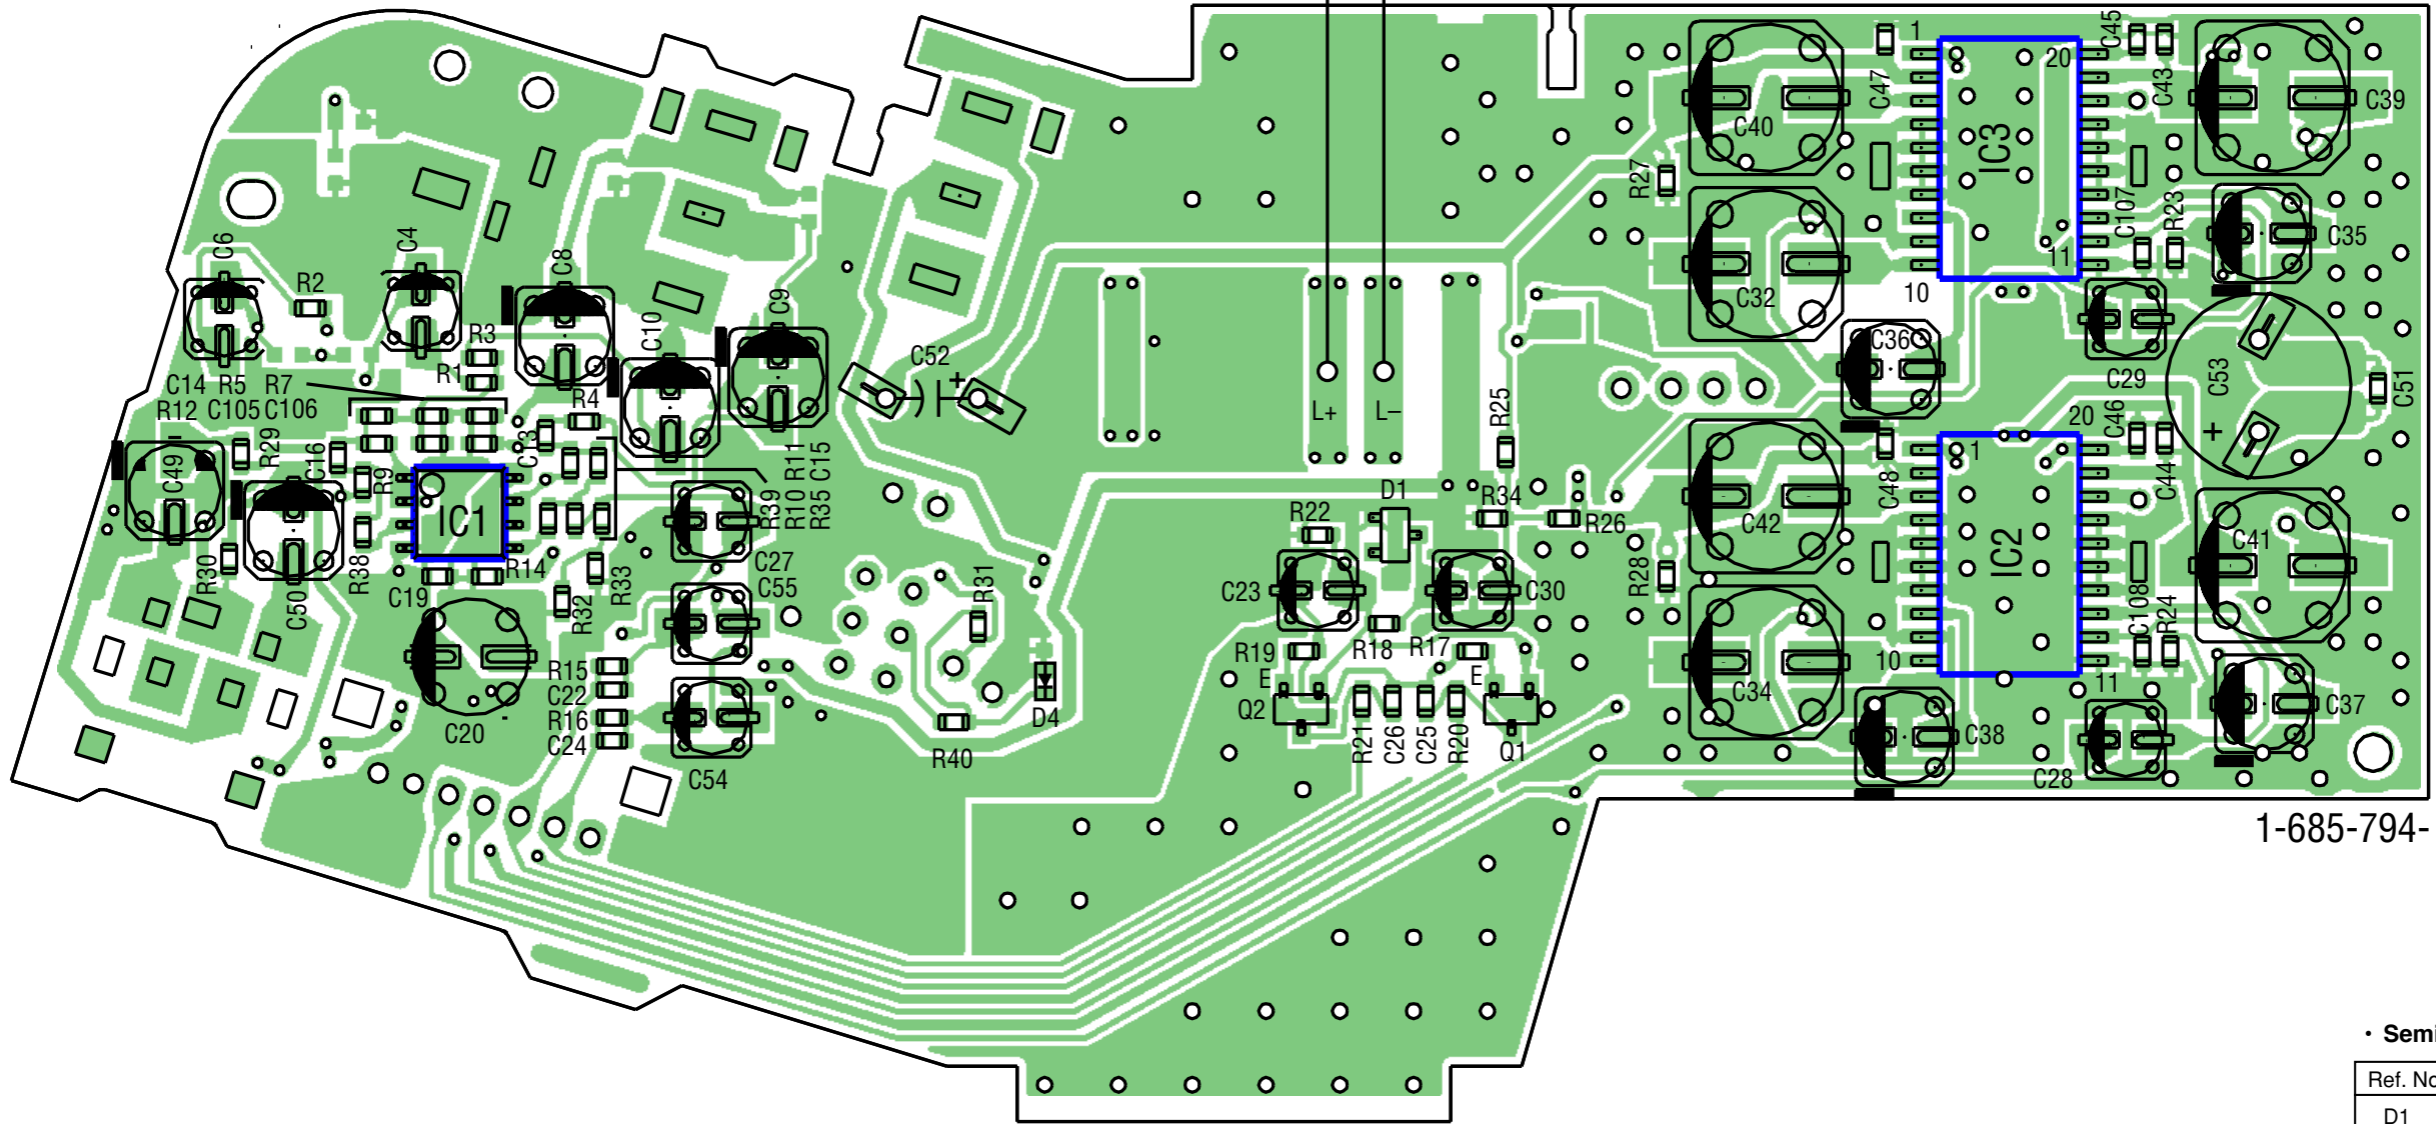 1
C45
20
C47
IC3
C43
C39
C40
R27
C107
R23
C35
11
10
C32
C36
C29
C53
C51
C6
C4
R2
C8
C9
C10
R3
R1
C52
+
L+
L–
R25
C14 R5 R7
R12 C105 C106
R4
R29
C16
C13
C49
R9
IC1
R39
R10 R11
R35 C15
D1
R34
R22
R26
C42
C48
1
20
C46
C44
+
IC2
C41
R30
C50
R38
C19
R14
R32
R33
C27
C55
R31
C23
C30
R28
R19
R18
R17
E
E
Q2
R21
C26
C25
R20
Q1
C34
10
C108
R24
11
C37
C38
C28
R15
C22
R16
C24
C20
C54
R40
D4
1-685-794-
• Semi
Ref. No
D1